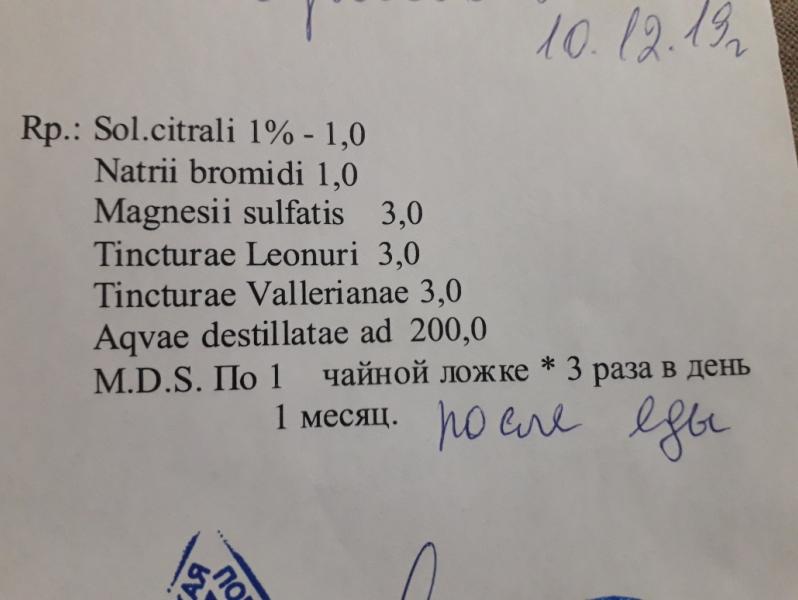 10.12.19г
Rp.: Sol.citrali 1% - 1,0
Natrii bromidi 1,0
Magnesii sulfatis 3,0
Tincturae Leonuri 3,0
Tincturae Vallerianae 3,0
Aqvae destillatae ad 200,0
M.D.S. По 1 чайной ложке * 3 раза в день
1 месяц. после еды